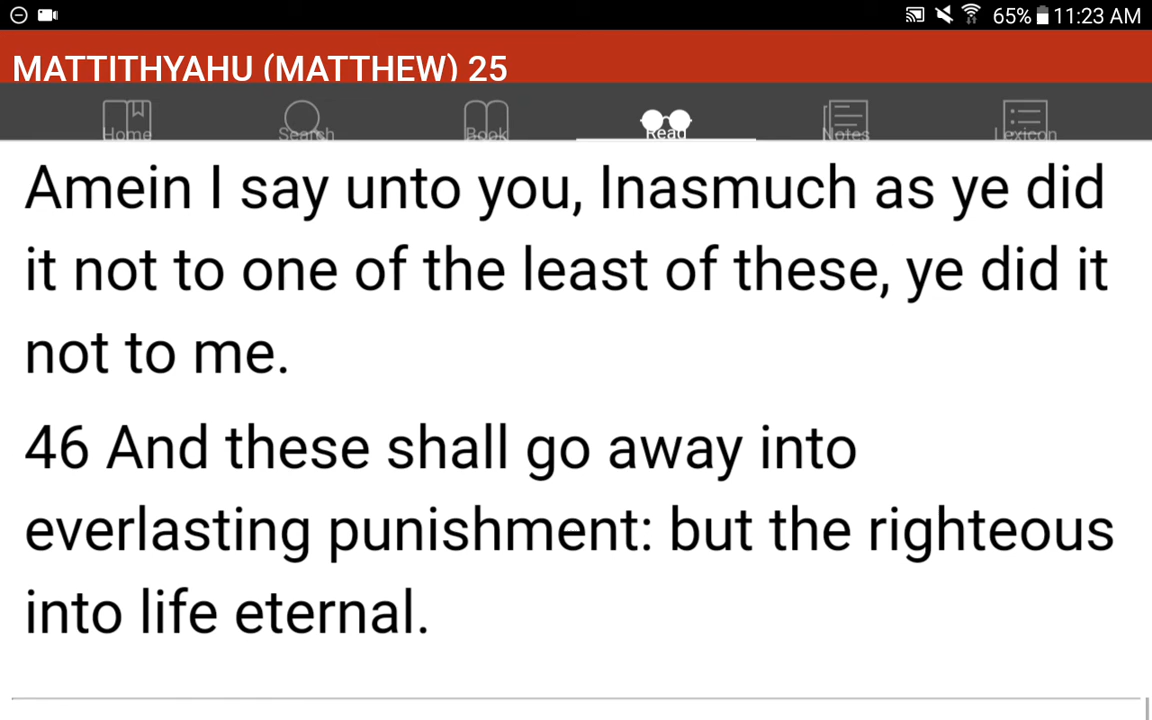 65% 11:23 AM
MATTITHYAHU (MATTHEW) 25
Home Search Book Read Notes Lexicon
Amein I say unto you, Inasmuch as ye did
it not to one of the least of these, ye did it
not to me.
46 And these shall go away into
everlasting punishment: but the righteous
into life eternal.